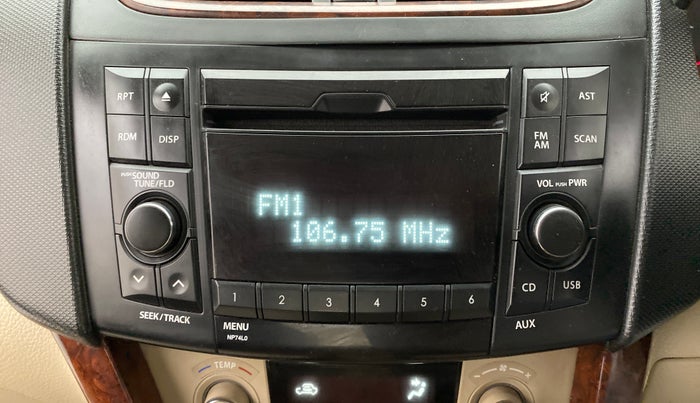 RPT
RDM
DISP
PUSH SOUND
TUNE/FLD
SEEK/TRACK
FM1
106.75 MHz
1 2 3 4 5 6
MENU
NP74L0
AST
FM
AM
SCAN
VOL PUSH PWR
CD
USB
AUX
TEMP